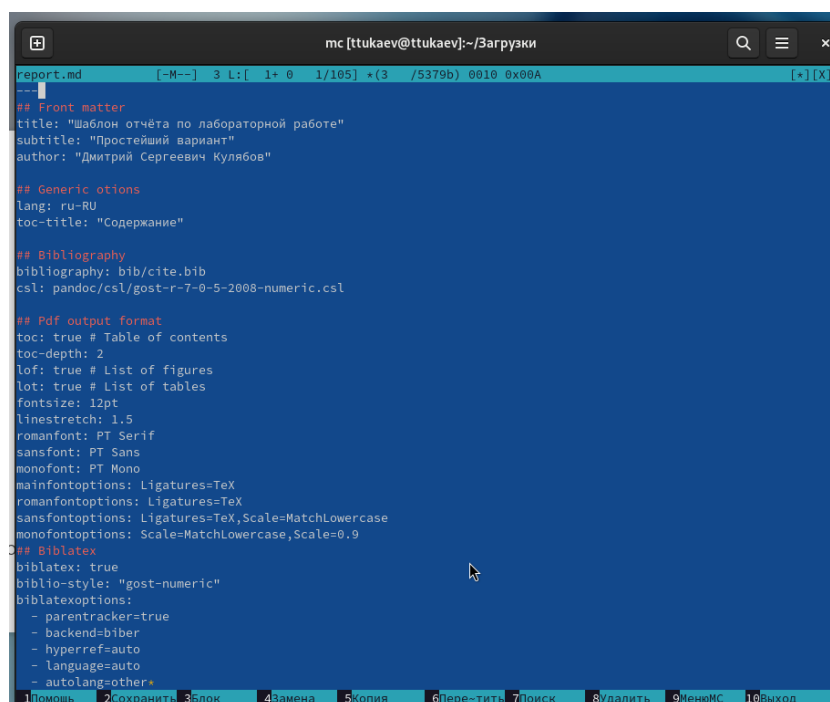 mc [ttukaev@ttukaev]:~/Загрузки
report.md [-M--] 3 L:[ 1+ 0 1/105] *(3 /5379b) 0010 0x00A [*][X]
---
## Front matter
title: "Шаблон отчёта по лабораторной работе"
subtitle: "Простейший вариант"
author: "Дмитрий Сергеевич Кулябов"
## Generic otions
lang: ru-RU
toc-title: "Содержание"
## Bibliography
bibliography: bib/cite.bib
csl: pandoc/csl/gost-r-7-0-5-2008-numeric.csl
## Pdf output format
toc: true # Table of contents
toc-depth: 2
lof: true # List of figures
lot: true # List of tables
fontsize: 12pt
linestretch: 1.5
romanfont: PT Serif
sansfont: PT Sans
monofont: PT Mono
mainfontoptions: Ligatures=TeX
romanfontoptions: Ligatures=TeX
sansfontoptions: Ligatures=TeX,Scale=MatchLowercase
monofontoptions: Scale=MatchLowercase,Scale=0.9
## Biblatex
biblatex: true
biblio-style: "gost-numeric"
biblatexoptions:
- parentracker=true
- backend=biber
- hyperref=auto
- language=auto
- autolang=other*
1Помощь 2Сохранить 3Блок 4Замена 5Копия 6Пере~тить 7Поиск 8Удалить 9МенюMC 10Выход